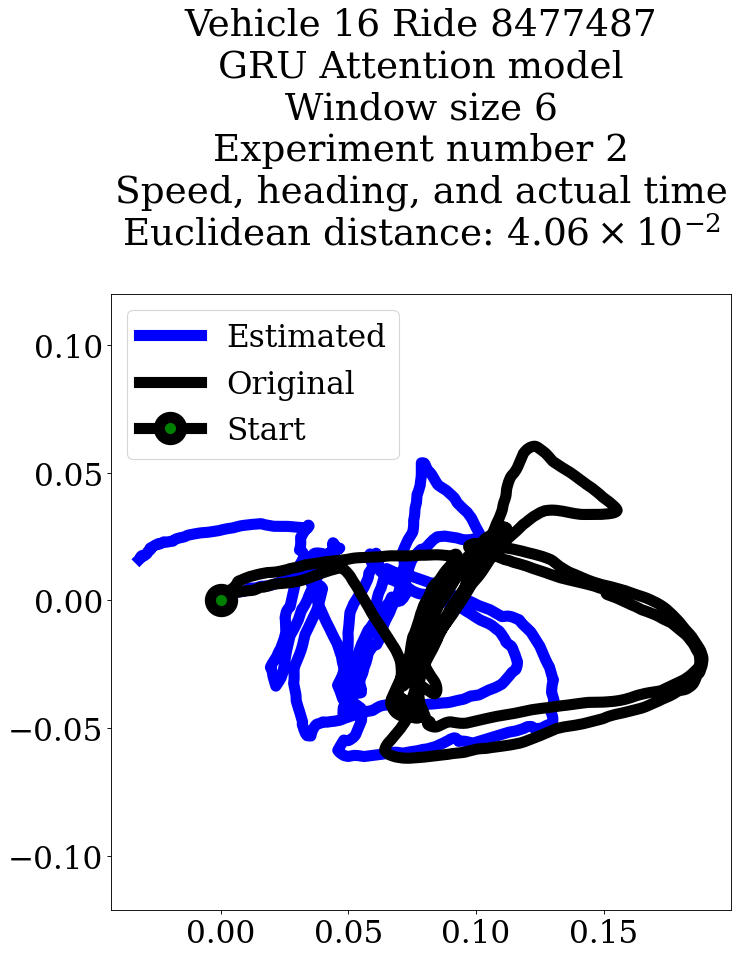 Vehicle 16 Ride 8477487
GRU Attention model
Window size 6
Experiment number 2
Speed, heading, and actual time
Euclidean distance: 4.06 × 10⁻²
Estimated
Original
Start
0.10
0.05
0.00
−0.05
−0.10
0.00 0.05 0.10 0.15